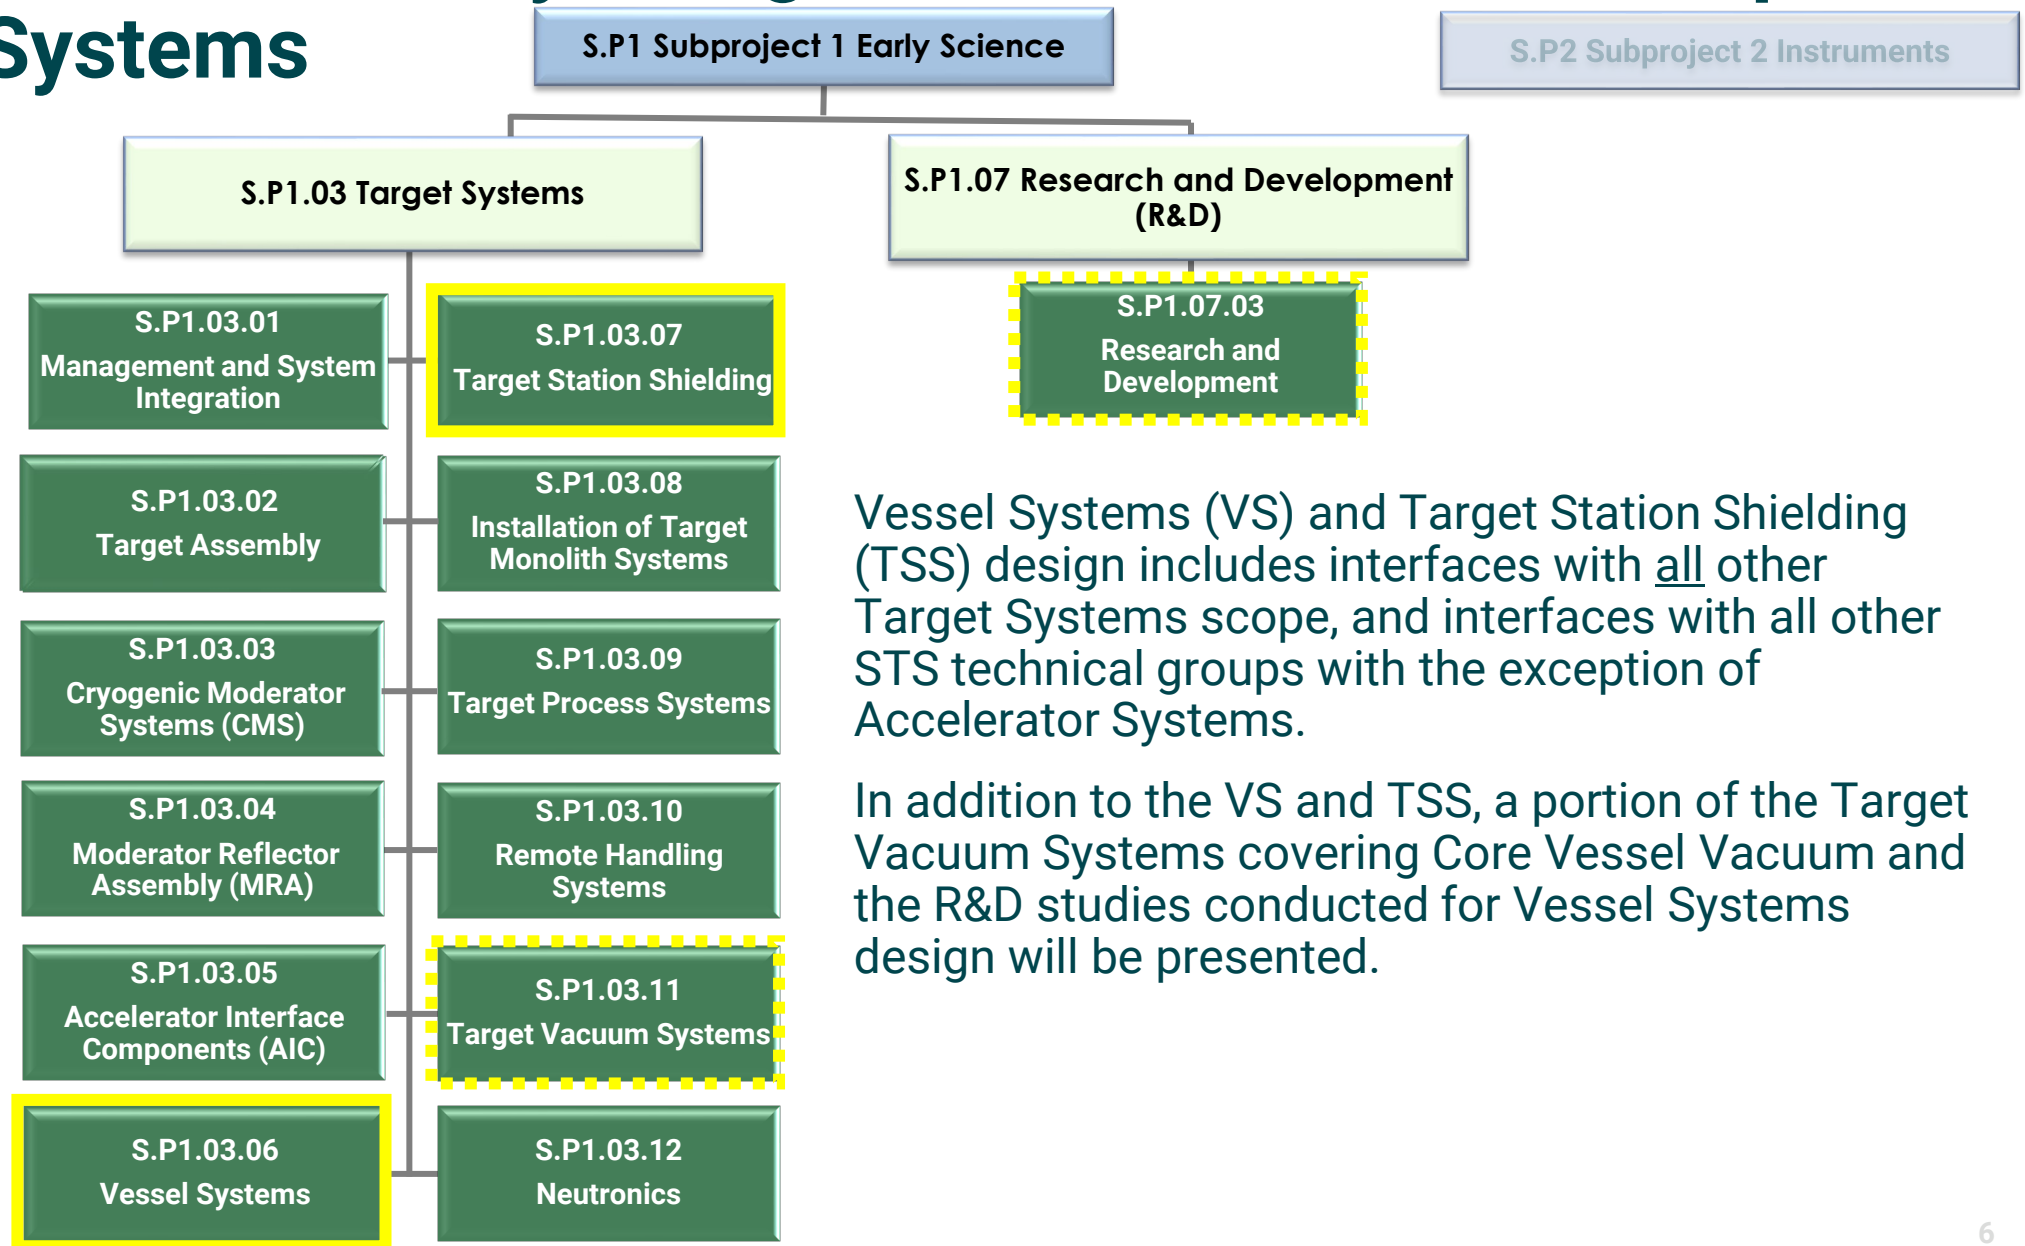 Systems
S.P1 Subproject 1 Early Science
S.P2 Subproject 2 Instruments
S.P1.03 Target Systems
S.P1.07 Research and Development
(R&D)
S.P1.03.01
Management and System
Integration
S.P1.03.07
Target Station Shielding
S.P1.07.03
Research and
Development
S.P1.03.02
Target Assembly
S.P1.03.08
Installation of Target
Monolith Systems
S.P1.03.03
Cryogenic Moderator
Systems (CMS)
S.P1.03.09
Target Process Systems
S.P1.03.04
Moderator Reflector
Assembly (MRA)
S.P1.03.10
Remote Handling
Systems
S.P1.03.05
Accelerator Interface
Components (AIC)
S.P1.03.11
Target Vacuum Systems
S.P1.03.06
Vessel Systems
S.P1.03.12
Neutronics
Vessel Systems (VS) and Target Station Shielding
(TSS) design includes interfaces with all other
Target Systems scope, and interfaces with all other
STS technical groups with the exception of
Accelerator Systems.
In addition to the VS and TSS, a portion of the Target
Vacuum Systems covering Core Vessel Vacuum and
the R&D studies conducted for Vessel Systems
design will be presented.
6